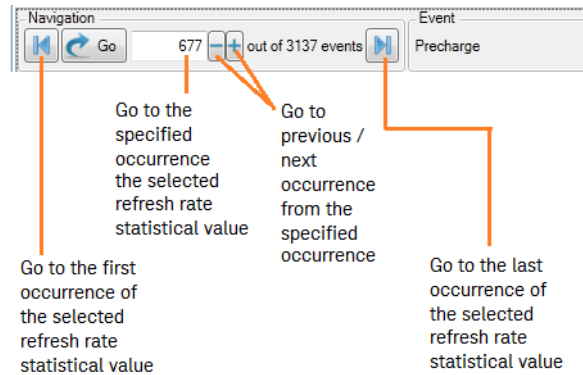 Navigation
Event
Go
677
out of 3137 events
Precharge
Go to the
specified
occurrence
the selected
refresh rate
statistical value
Go to
previous /
next
occurrence
from the
specified
occurrence
Go to the first
occurrence of
the selected
refresh rate
statistical value
Go to the last
occurrence of
the selected
refresh rate
statistical value